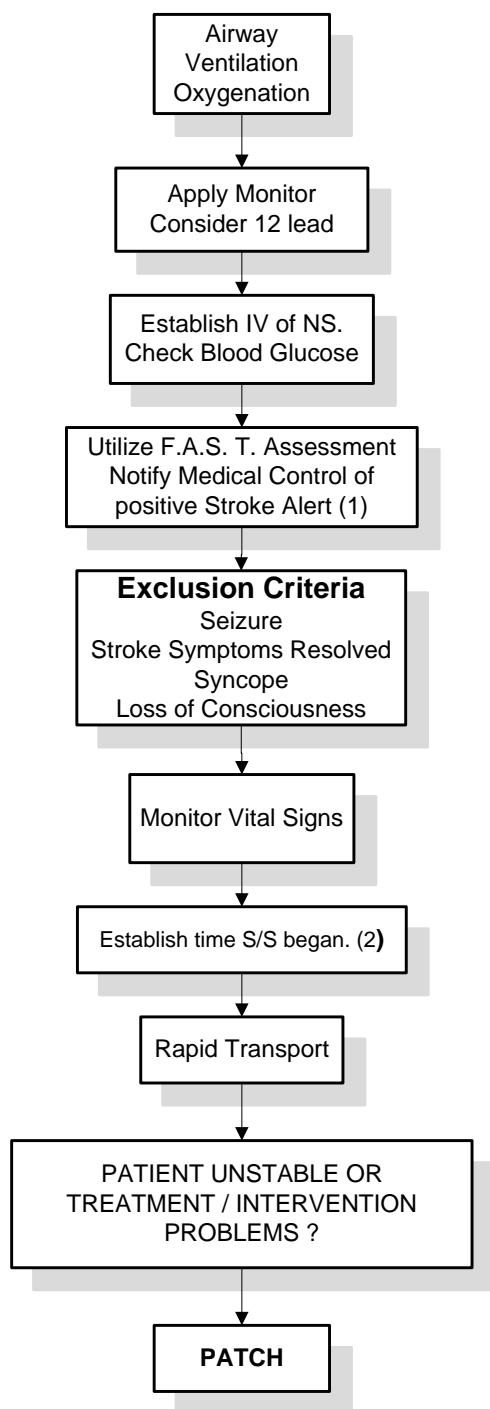 Airway
Ventilation
Oxygenation
Apply Monitor
Consider 12 lead
Establish IV of NS.
Check Blood Glucose
Utilize F.A.S. T. Assessment
Notify Medical Control of
positive Stroke Alert (1)
Exclusion Criteria
Seizure
Stroke Symptoms Resolved
Syncope
Loss of Consciousness
Monitor Vital Signs
Establish time S/S began. (2)
Rapid Transport
PATIENT UNSTABLE OR
TREATMENT / INTERVENTION
PROBLEMS ?
PATCH